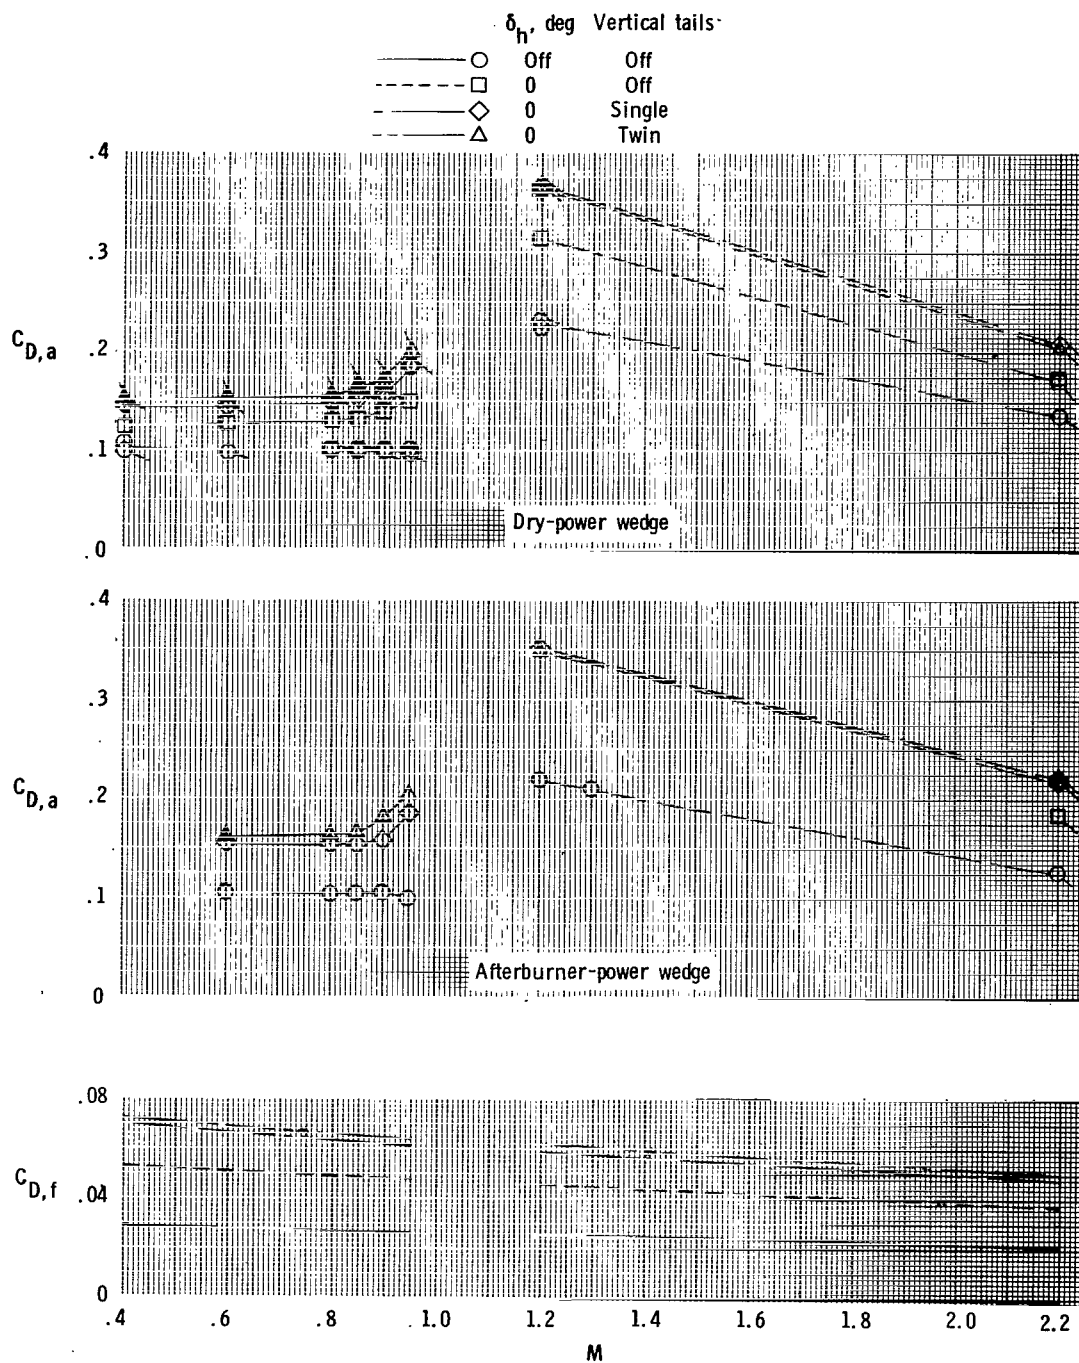 δh, deg Vertical tails
Off Off
0 Off
0 Single
0 Twin
.4
.3
CD,a
.2
.1
Dry-power wedge
.0
.4
.3
CD,a
.2
.1
Afterburner-power wedge
0
.08
CD,f
.04
0
.4 .6 .8 1.0 1.2 1.4 1.6 1.8 2.0 2.2
M